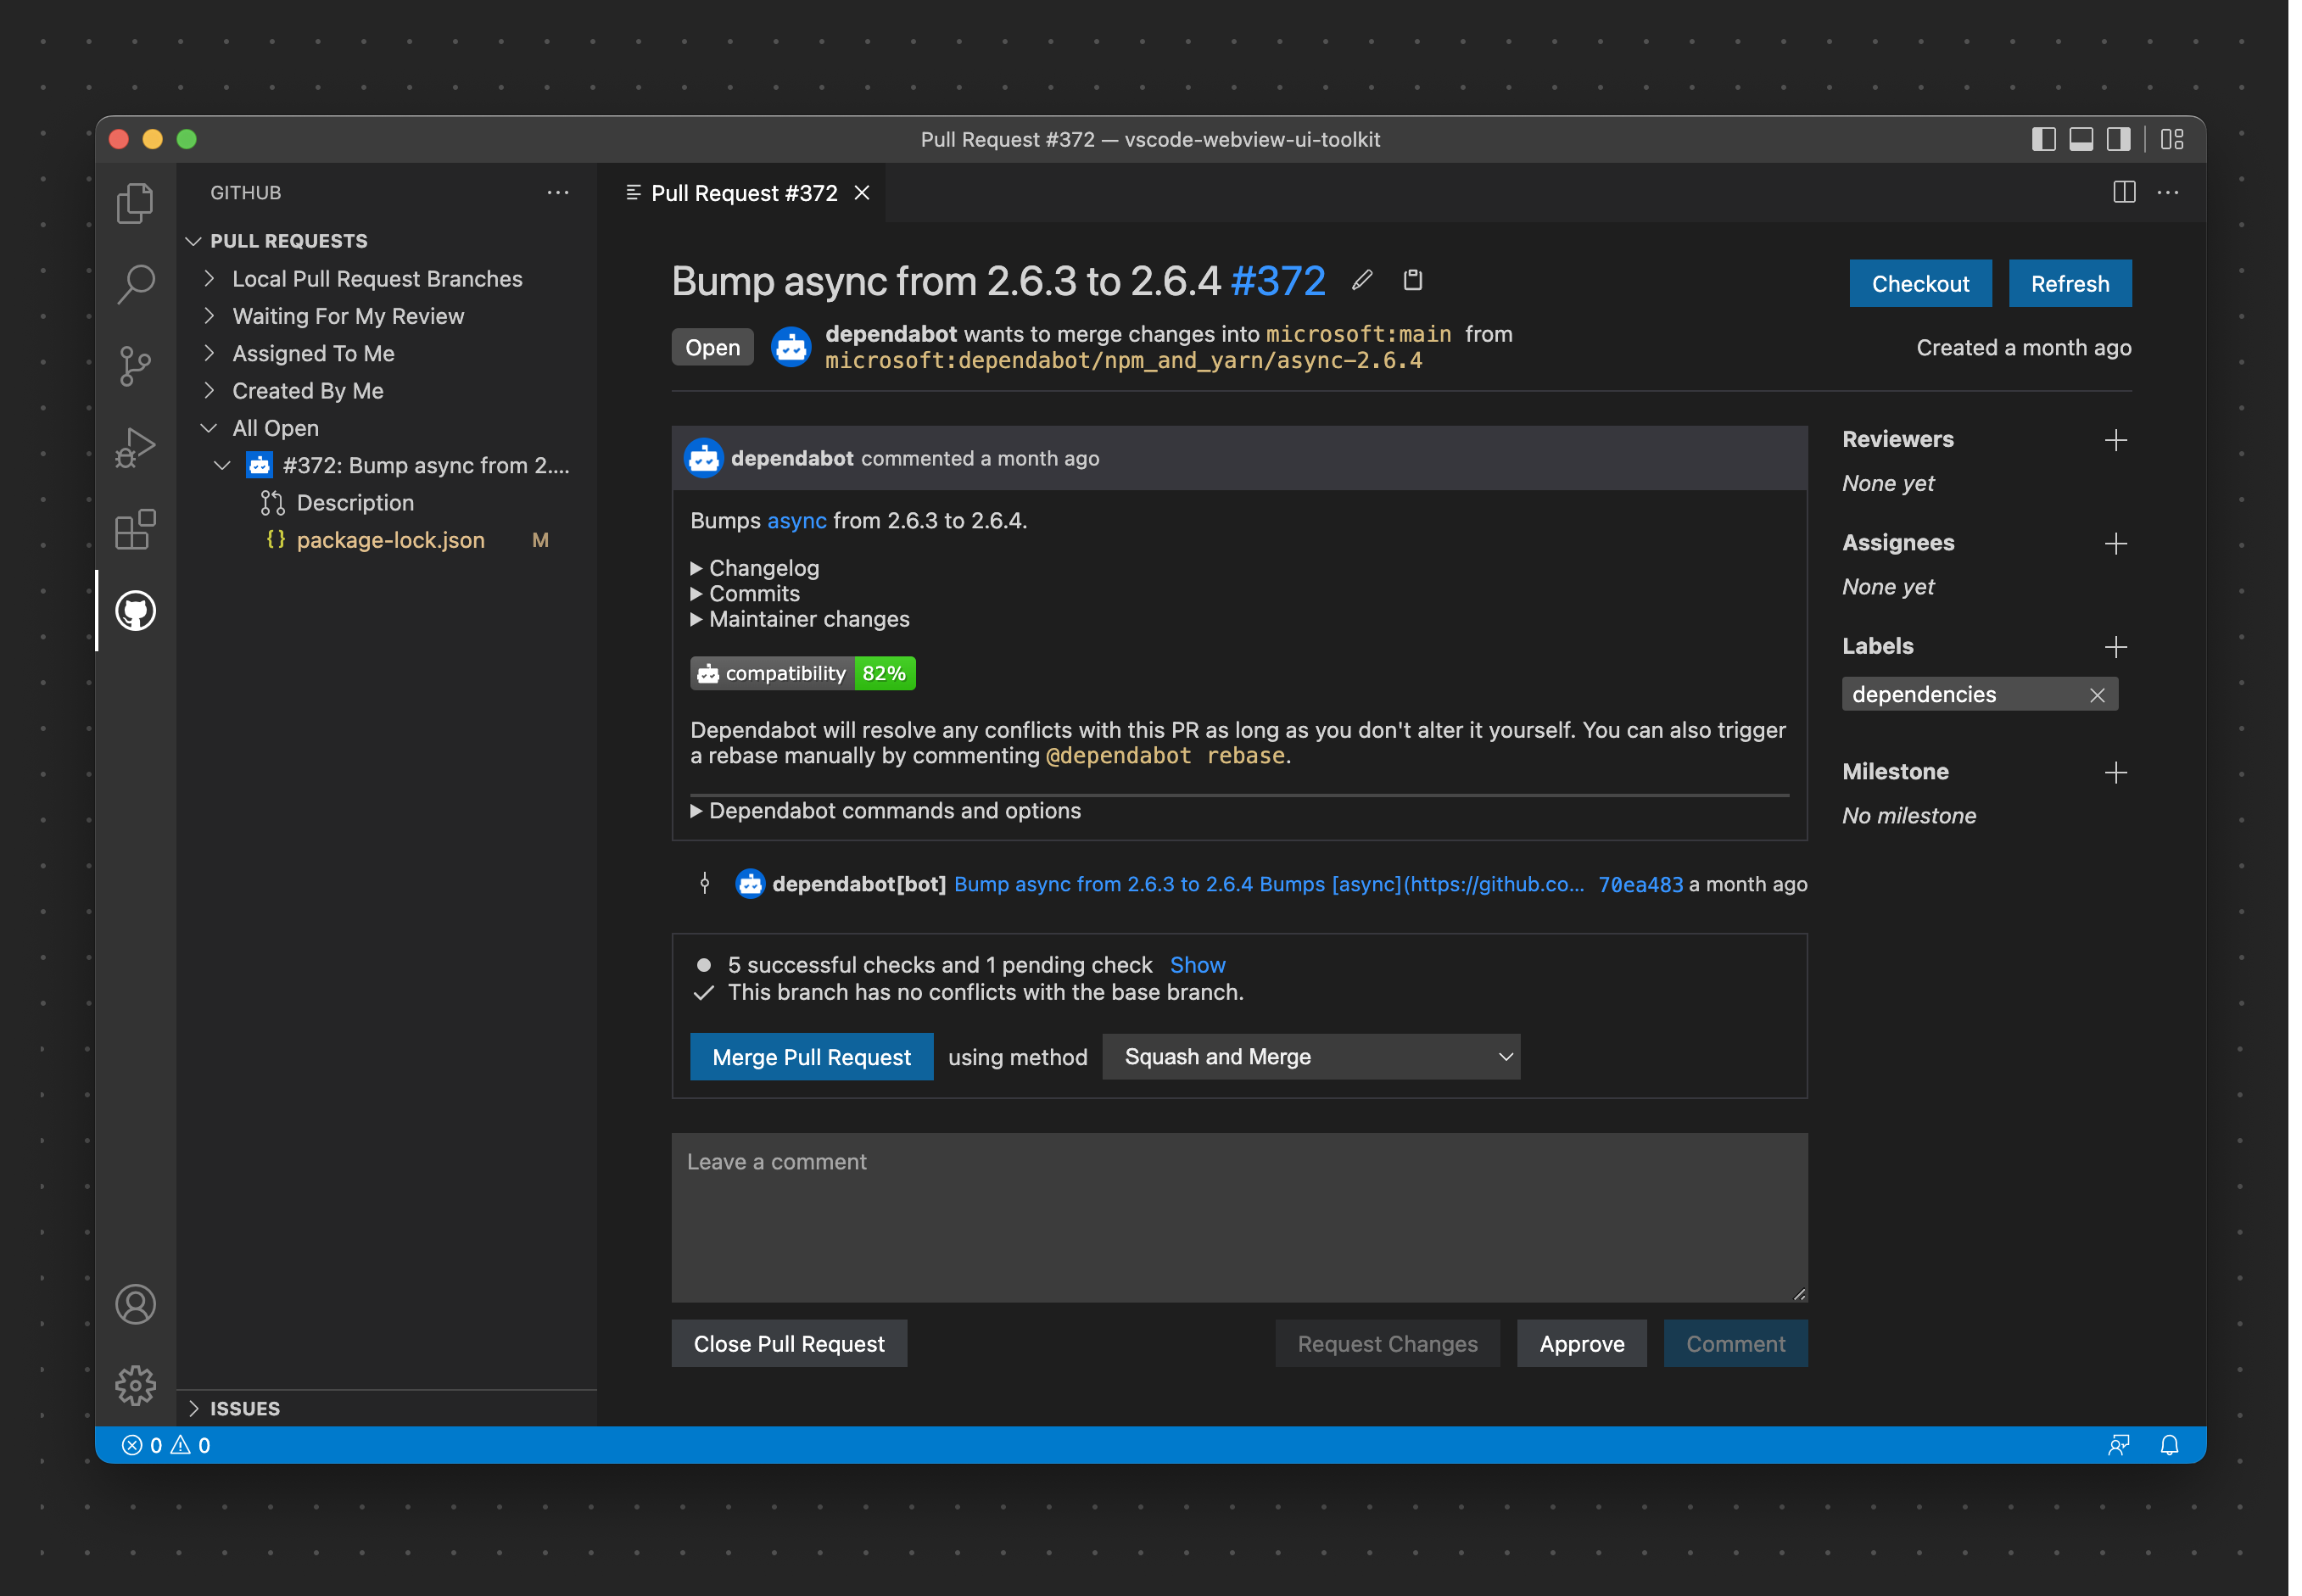 Pull Request #372 — vscode-webview-ui-toolkit
GITHUB
PULL REQUESTS
Local Pull Request Branches
Waiting For My Review
Assigned To Me
Created By Me
All Open
#372: Bump async from 2....
Description
{} package-lock.json M
ISSUES
Pull Request #372
Bump async from 2.6.3 to 2.6.4 #372
Checkout
Refresh
Open
dependabot wants to merge changes into microsoft:main from
microsoft:dependabot/npm_and_yarn/async-2.6.4
Created a month ago
dependabot commented a month ago
Bumps async from 2.6.3 to 2.6.4.
Changelog
Commits
Maintainer changes
compatibility 82%
Dependabot will resolve any conflicts with this PR as long as you don't alter it yourself. You can also trigger
a rebase manually by commenting @dependabot rebase.
Dependabot commands and options
dependabot[bot] Bump async from 2.6.3 to 2.6.4 Bumps [async](https://github.co... 70ea483 a month ago
5 successful checks and 1 pending check Show
This branch has no conflicts with the base branch.
Merge Pull Request using method Squash and Merge
Leave a comment
Close Pull Request
Request Changes
Approve
Comment
Reviewers
None yet
Assignees
None yet
Labels
dependencies
Milestone
No milestone
0 0